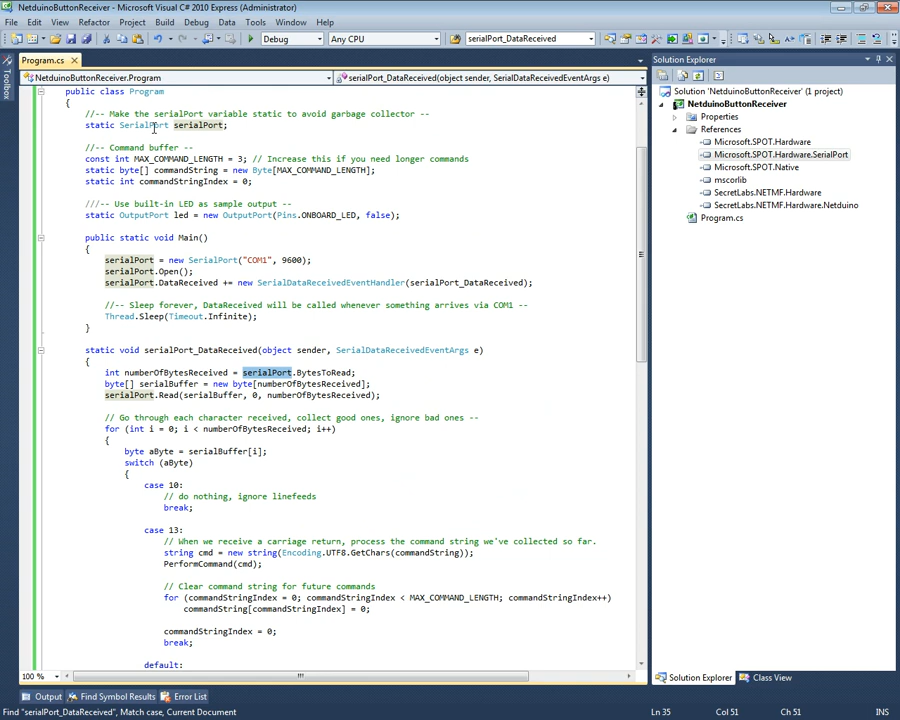 NetduinoButtonReceiver - Microsoft Visual C# 2010 Express (Administrator)
File Edit View Refactor Project Build Debug Data Tools Window Help
Debug Any CPU serialPort_DataReceived
Toolbox
Program.cs
NetduinoButtonReceiver.Program serialPort_DataReceived(object sender, SerialDataReceivedEventArgs e)
public class Program
{
//-- Make the serialPort variable static to avoid garbage collector --
static SerialPort serialPort;
//-- Command buffer --
const int MAX_COMMAND_LENGTH = 3; // Increase this if you need longer commands
static byte[] commandString = new Byte[MAX_COMMAND_LENGTH];
static int commandStringIndex = 0;
///-- Use built-in LED as sample output --
static OutputPort led = new OutputPort(Pins.ONBOARD_LED, false);
public static void Main()
{
serialPort = new SerialPort("COM1", 9600);
serialPort.Open();
serialPort.DataReceived += new SerialDataReceivedEventHandler(serialPort_DataReceived);
//-- Sleep forever, DataReceived will be called whenever something arrives via COM1 --
Thread.Sleep(Timeout.Infinite);
}
static void serialPort_DataReceived(object sender, SerialDataReceivedEventArgs e)
{
int numberOfBytesReceived = serialPort.BytesToRead;
byte[] serialBuffer = new byte[numberOfBytesReceived];
serialPort.Read(serialBuffer, 0, numberOfBytesReceived);
// Go through each character received, collect good ones, ignore bad ones --
for (int i = 0; i < numberOfBytesReceived; i++)
{
byte aByte = serialBuffer[i];
switch (aByte)
{
case 10:
// do nothing, ignore linefeeds
break;
case 13:
// When we receive a carriage return, process the command string we've collected so far.
string cmd = new string(Encoding.UTF8.GetChars(commandString));
PerformCommand(cmd);
// Clear command string for future commands
for (commandStringIndex = 0; commandStringIndex < MAX_COMMAND_LENGTH; commandStringIndex++)
commandString[commandStringIndex] = 0;
commandStringIndex = 0;
break;
default:
100 %
Solution Explorer
Solution 'NetduinoButtonReceiver' (1 project)
NetduinoButtonReceiver
Properties
References
Microsoft.SPOT.Hardware
Microsoft.SPOT.Hardware.SerialPort
Microsoft.SPOT.Native
mscorlib
SecretLabs.NETMF.Hardware
SecretLabs.NETMF.Hardware.Netduino
Program.cs
Solution Explorer Class View
Output Find Symbol Results Error List
Find "serialPort_DataReceived", Match case, Current Document Ln 35 Col 51 Ch 51 INS